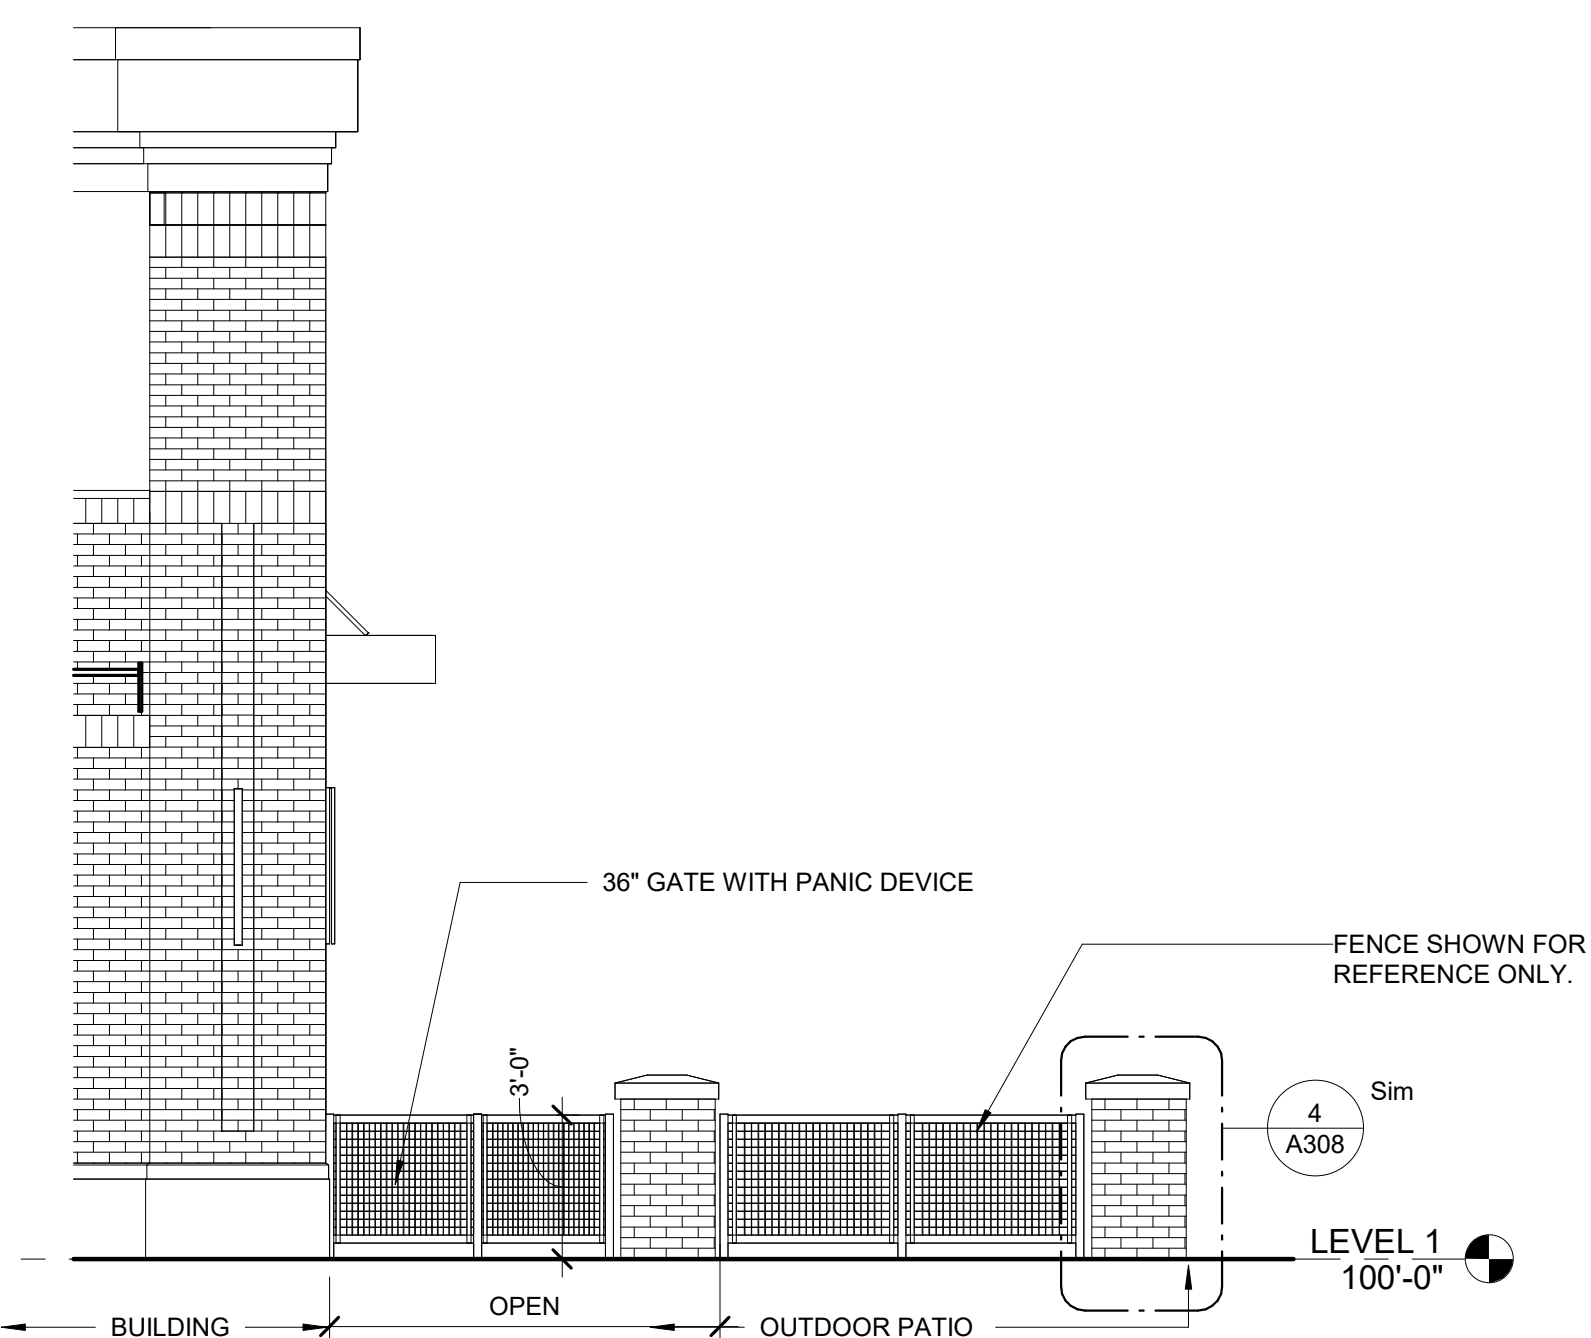 36" GATE WITH PANIC DEVICE
FENCE SHOWN FOR
REFERENCE ONLY.
3'-0"
Sim
4
A308
LEVEL 1
100'-0"
OPEN
BUILDING
OUTDOOR PATIO